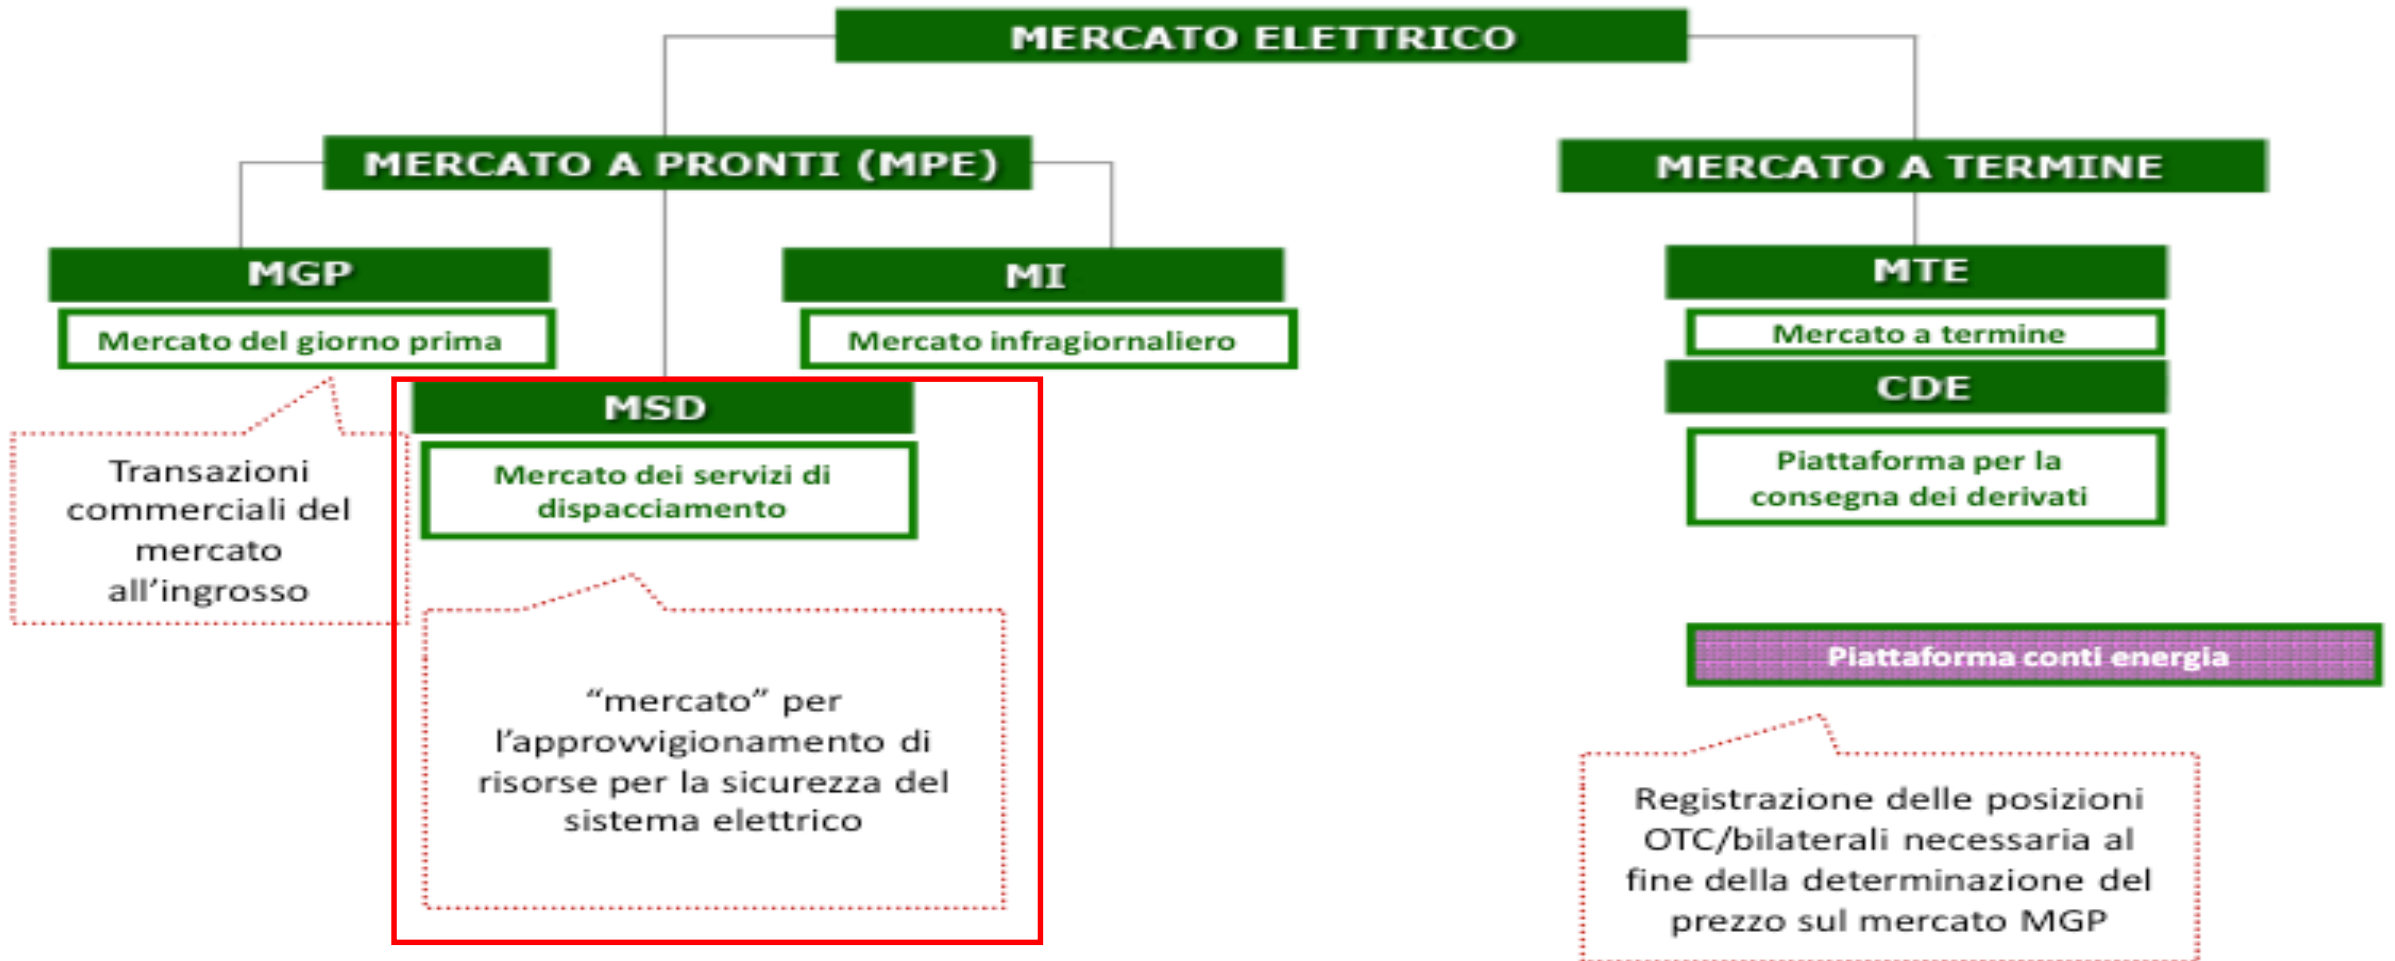 MERCATO ELETTRICO
MERCATO A PRONTI (MPE)
MERCATO A TERMINE
MGP
Mercato del giorno prima
MI
Mercato infragiornaliero
MTE
Mercato a termine
CDE
Piattaforma per la
consegna dei derivati
MSD
Mercato dei servizi di
dispacciamento
Transazioni
commerciali del
mercato
all’ingrosso
“mercato” per
l’approvvigionamento di
risorse per la sicurezza del
sistema elettrico
Piattaforma conti energia
Registrazione delle posizioni
OTC/bilaterali necessaria al
fine della determinazione del
prezzo sul mercato MGP